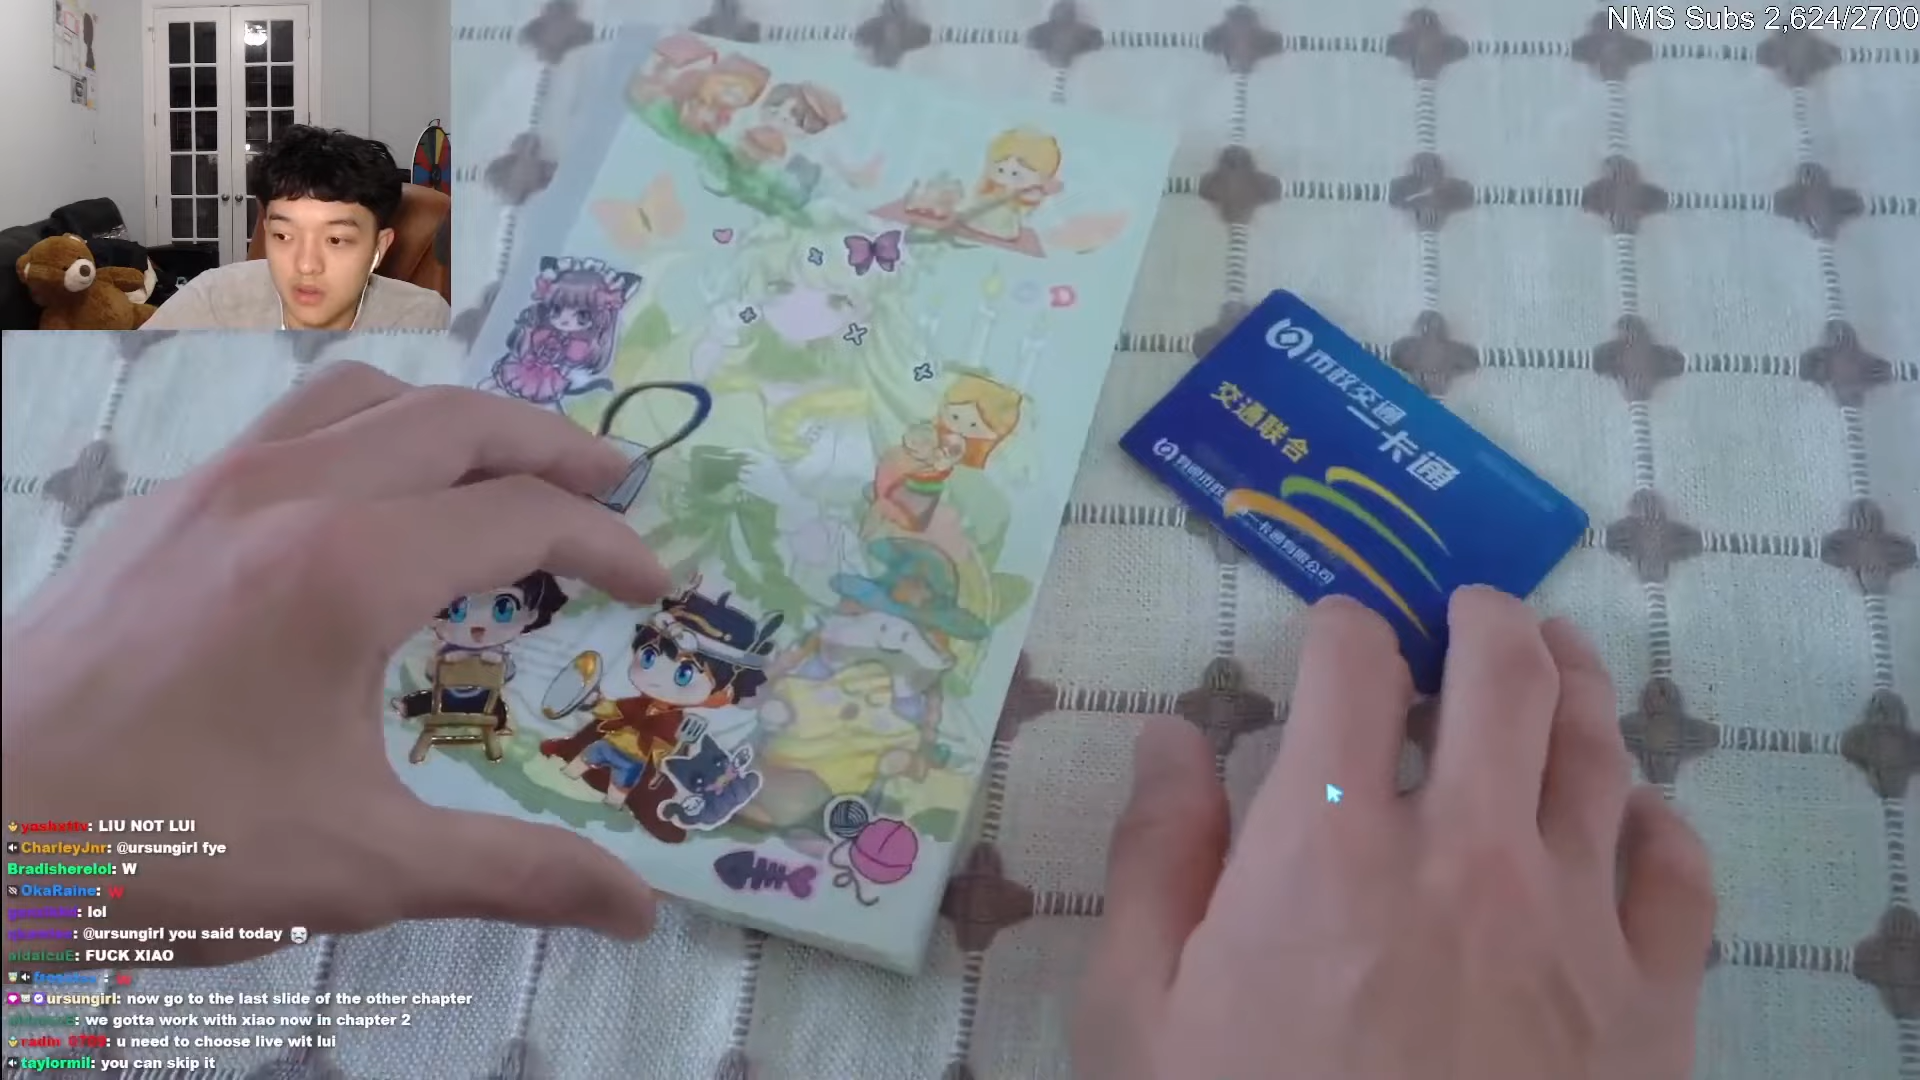 NMS Subs 2,624/2700
市政交通
一卡通
交通联合
LIU NOT LUI
CharleyJnr: @ursungirl fye
Bradisherelol: W
OkaRaine: W
: lol
: @ursungirl you said today
: FUCK XIAO
: W
ursungirl: now go to the last slide of the other chapter
: we gotta work with xiao now in chapter 2
: u need to choose live wit lui
taylormil: you can skip it